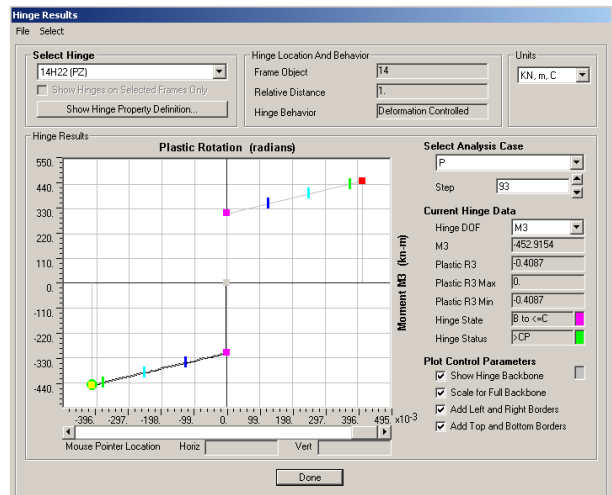 Hinge Results
File Select
Select Hinge
14H22 (PZ)
Show Hinges on Selected Frames Only
Show Hinge Property Definition...
Hinge Location And Behavior
Frame Object 14
Relative Distance 1.
Hinge Behavior Deformation Controlled
Units
KN, m, C
Hinge Results
Plastic Rotation (radians)
550.
440.
330.
220.
110.
0.
-110.
-220.
-330.
-440.
Moment M3 (kn-m)
-396. -297. -198. -99. 0. 99. 198. 297. 396. 495. x10-3
Mouse Pointer Location Horiz Vert
Select Analysis Case
P
Step 93
Current Hinge Data
Hinge DOF M3
M3 -452.9154
Plastic R3 -0.4087
Plastic R3 Max 0.
Plastic R3 Min -0.4087
Hinge State B to <=C
Hinge Status >CP
Plot Control Parameters
Show Hinge Backbone
Scale for Full Backbone
Add Left and Right Borders
Add Top and Bottom Borders
Done